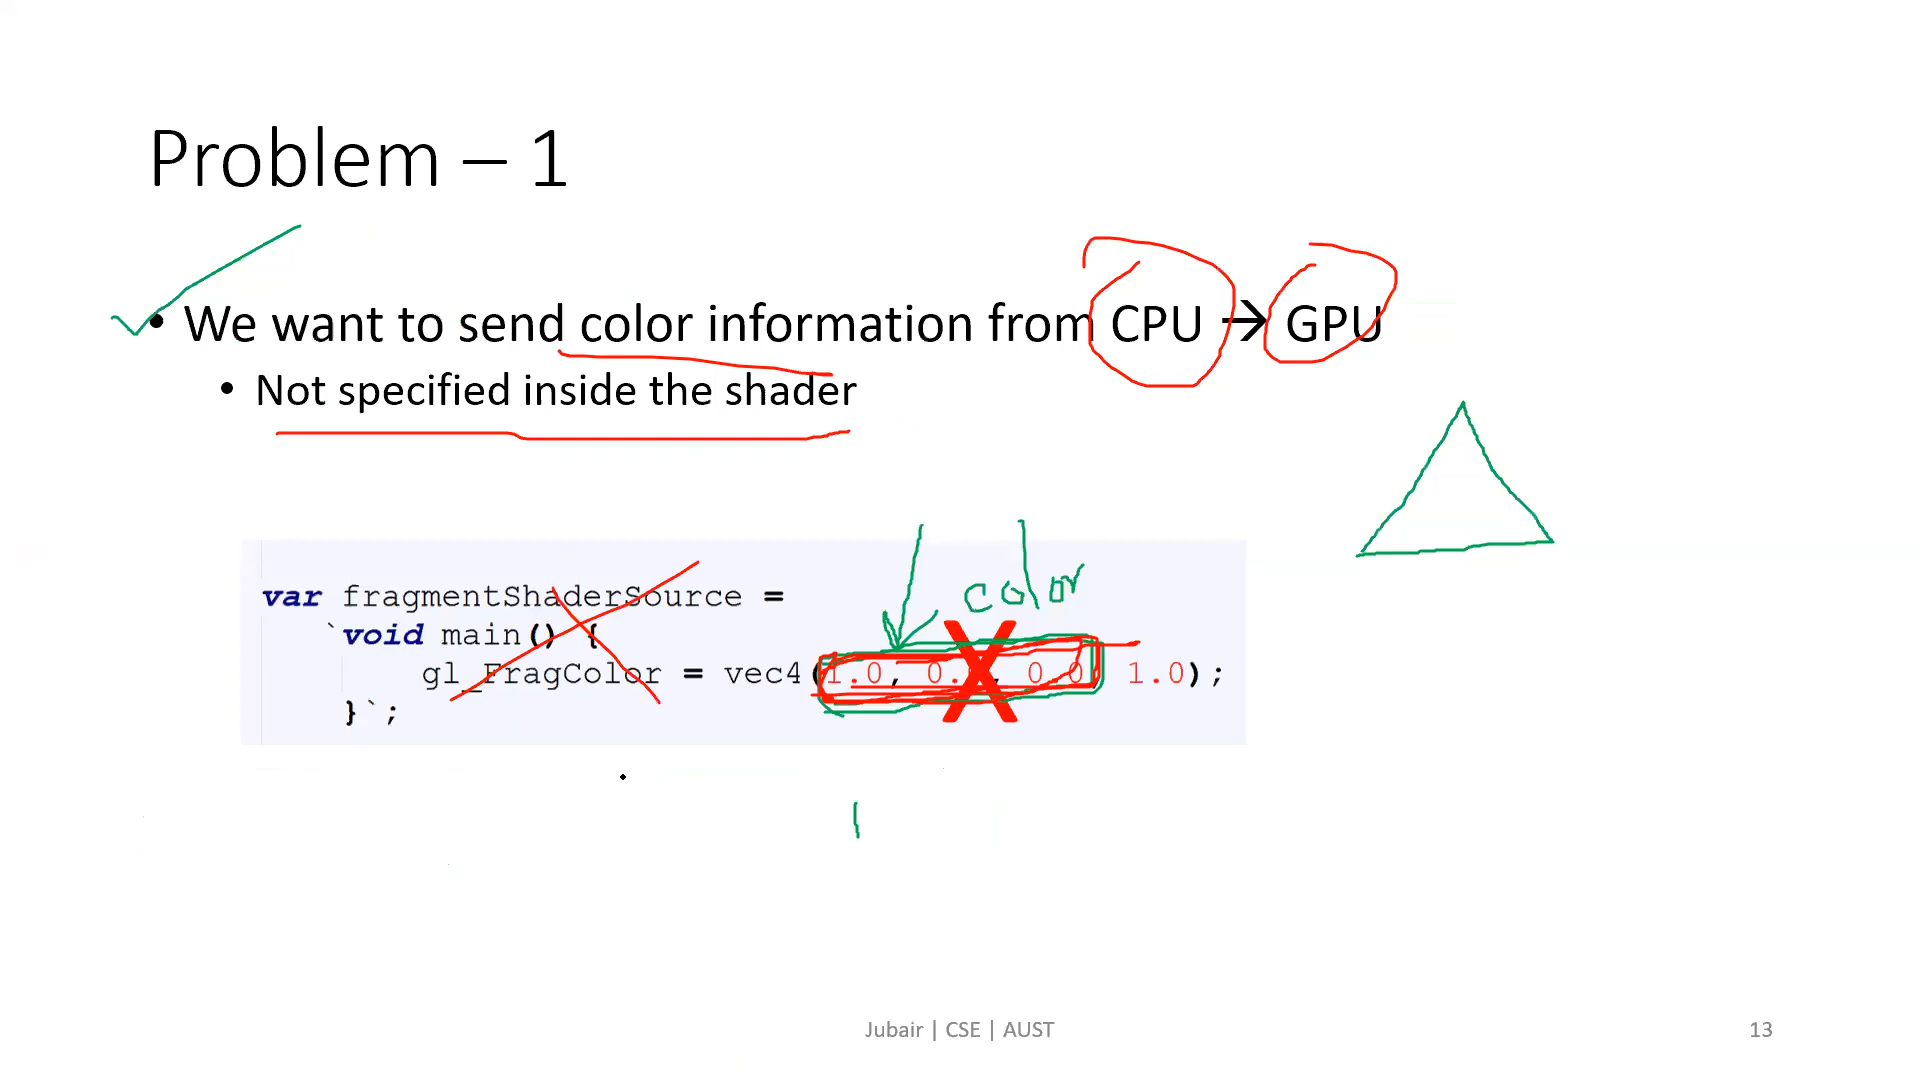 Problem – 1
• We want to send color information from CPU → GPU
• Not specified inside the shader
color
var fragmentShaderSource =
`void main() {
gl_FragColor = vec4(1.0, 0.0, 0.0, 1.0);
}`;
Jubair | CSE | AUST
13